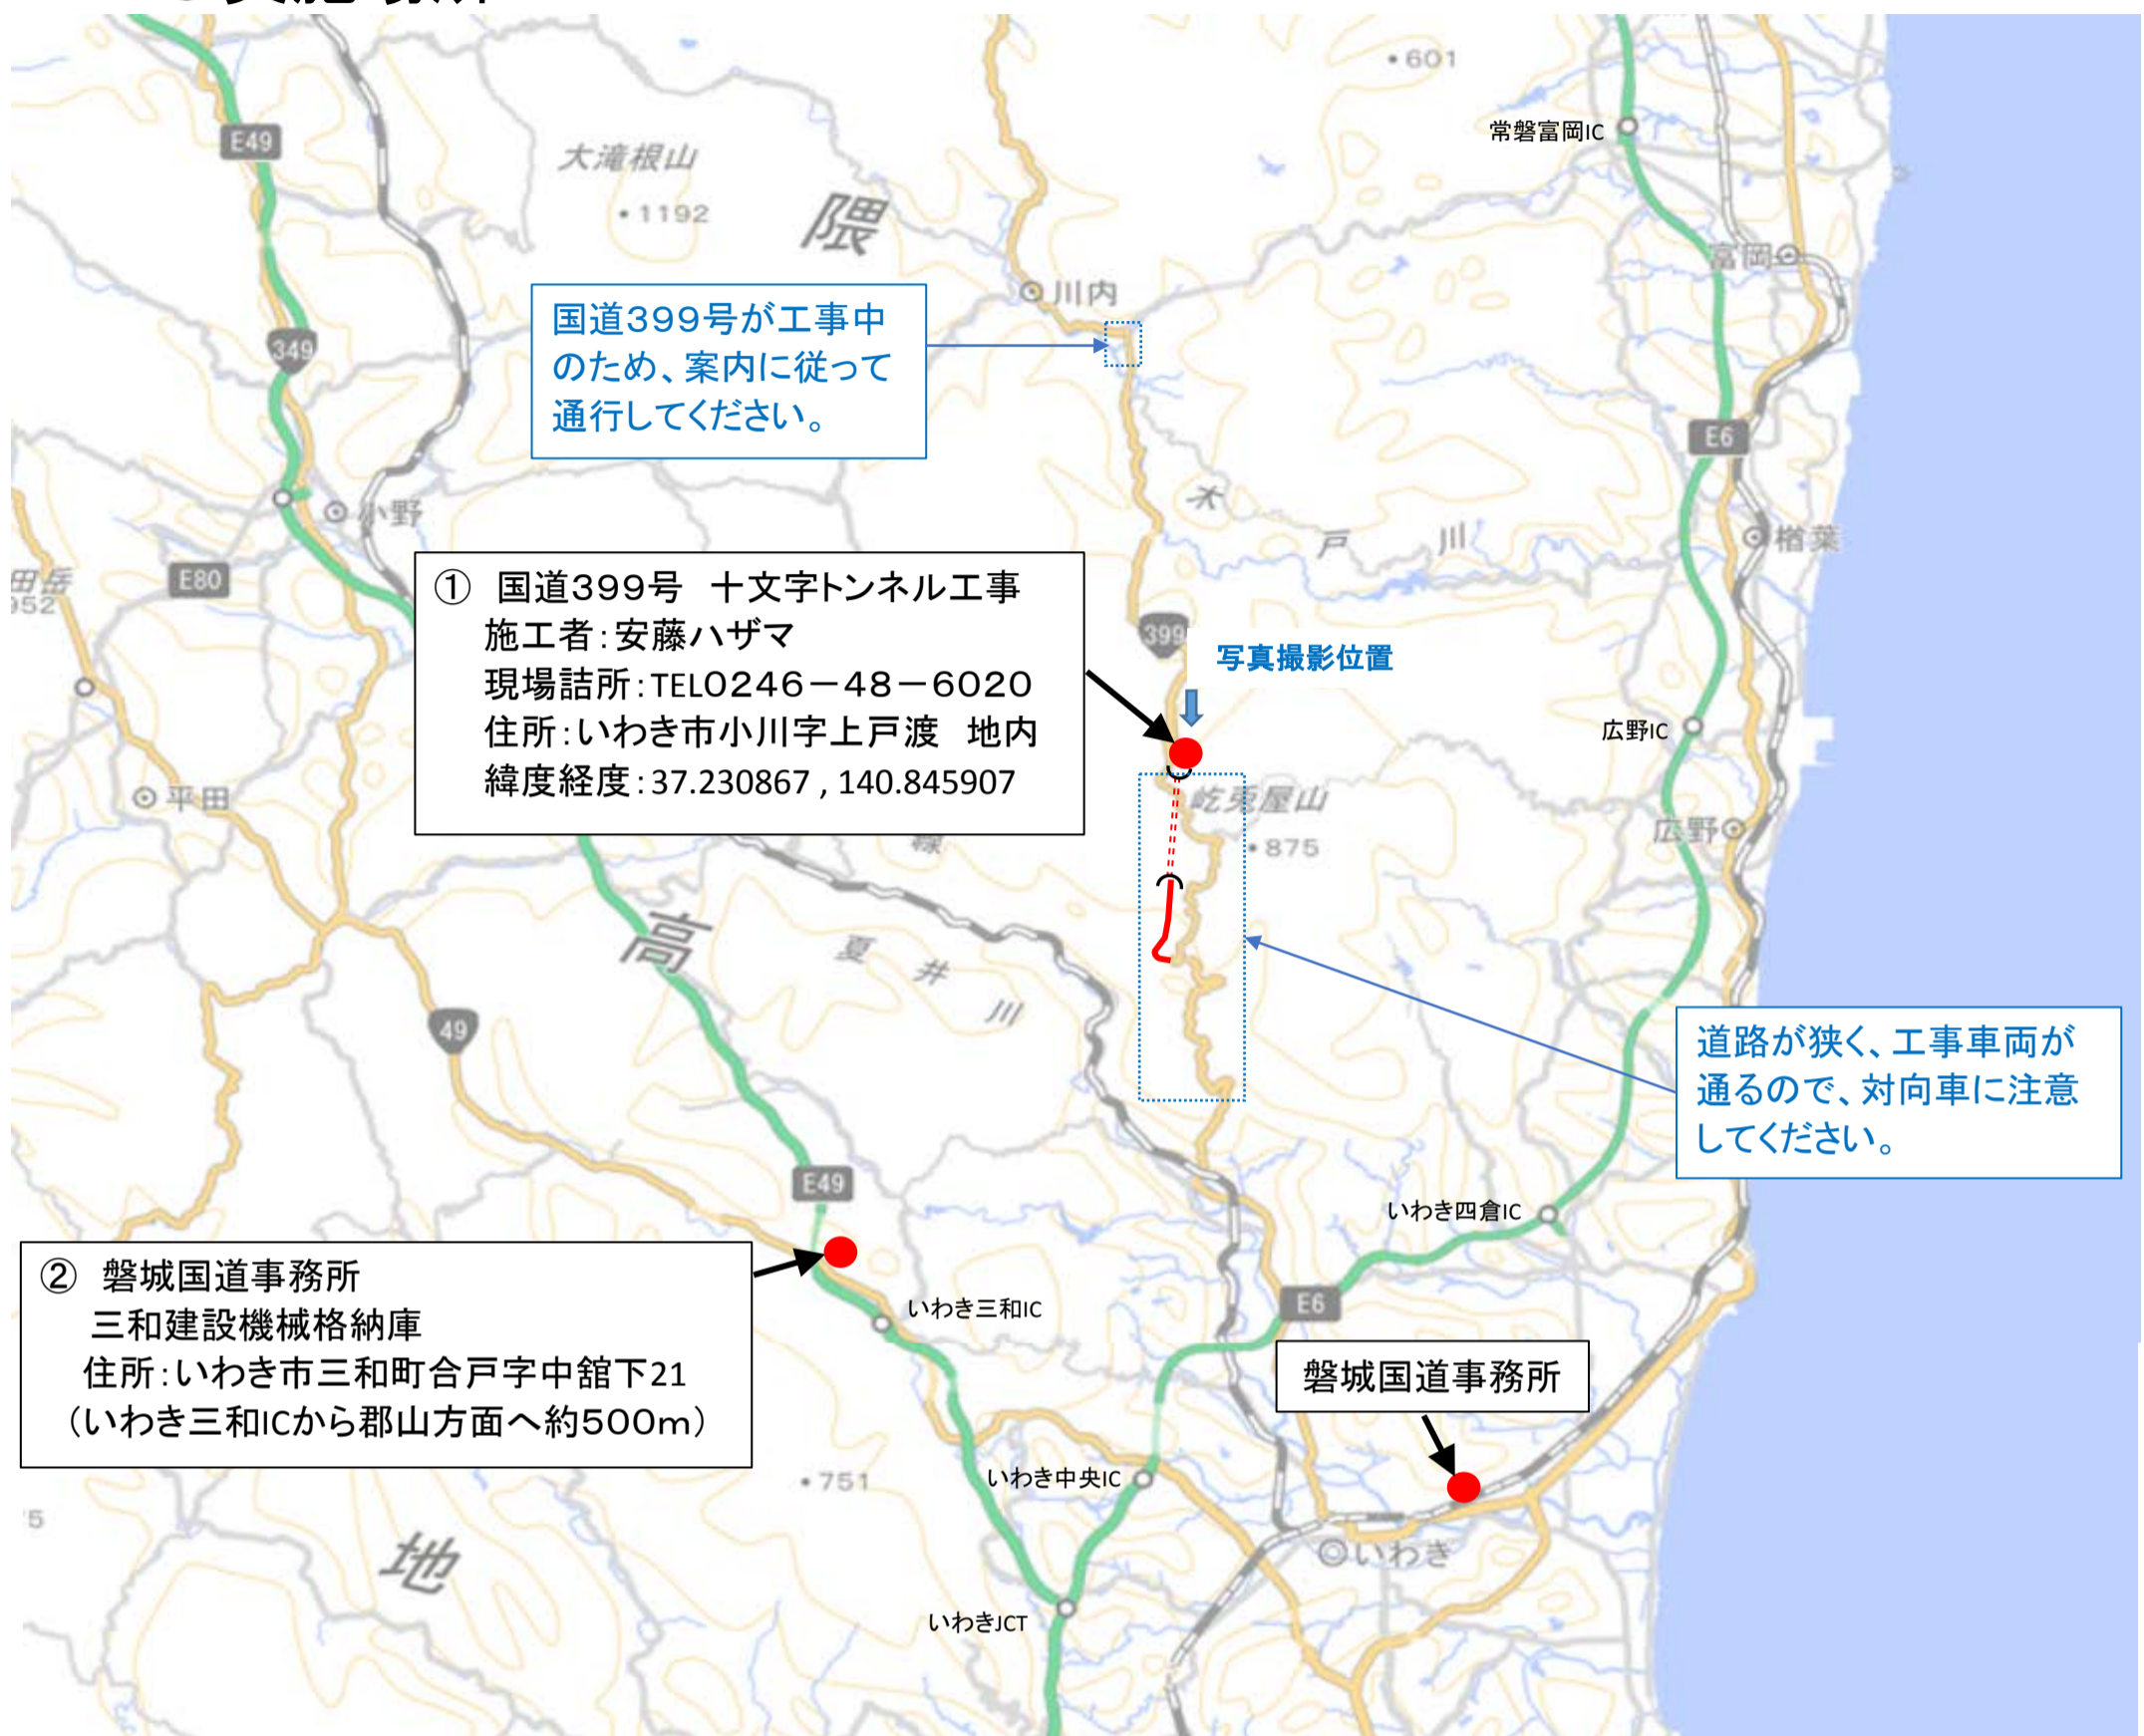 601
常磐富岡IC
E49
大滝根山
1192
隈
富岡
川内
国道399号が工事中
のため、案内に従って
通行してください。
349
E6
小野
木戸川
楢葉
E80
田岳
952
① 国道399号 十文字トンネル工事
施工者:安藤ハザマ
現場詰所:TEL0246-48-6020
住所:いわき市小川字上戸渡 地内
緯度経度:37.230867 , 140.845907
399
写真撮影位置
広野IC
平田
屹兎屋山
875
広野
線
高
夏井川
49
道路が狭く、工事車両が
通るので、対向車に注意
してください。
E49
いわき四倉IC
② 磐城国道事務所
三和建設機械格納庫
住所:いわき市三和町合戸字中舘下21
(いわき三和ICから郡山方面へ約500m)
いわき三和IC
E6
磐城国道事務所
751
いわき中央IC
5
地
いわき
いわきJCT